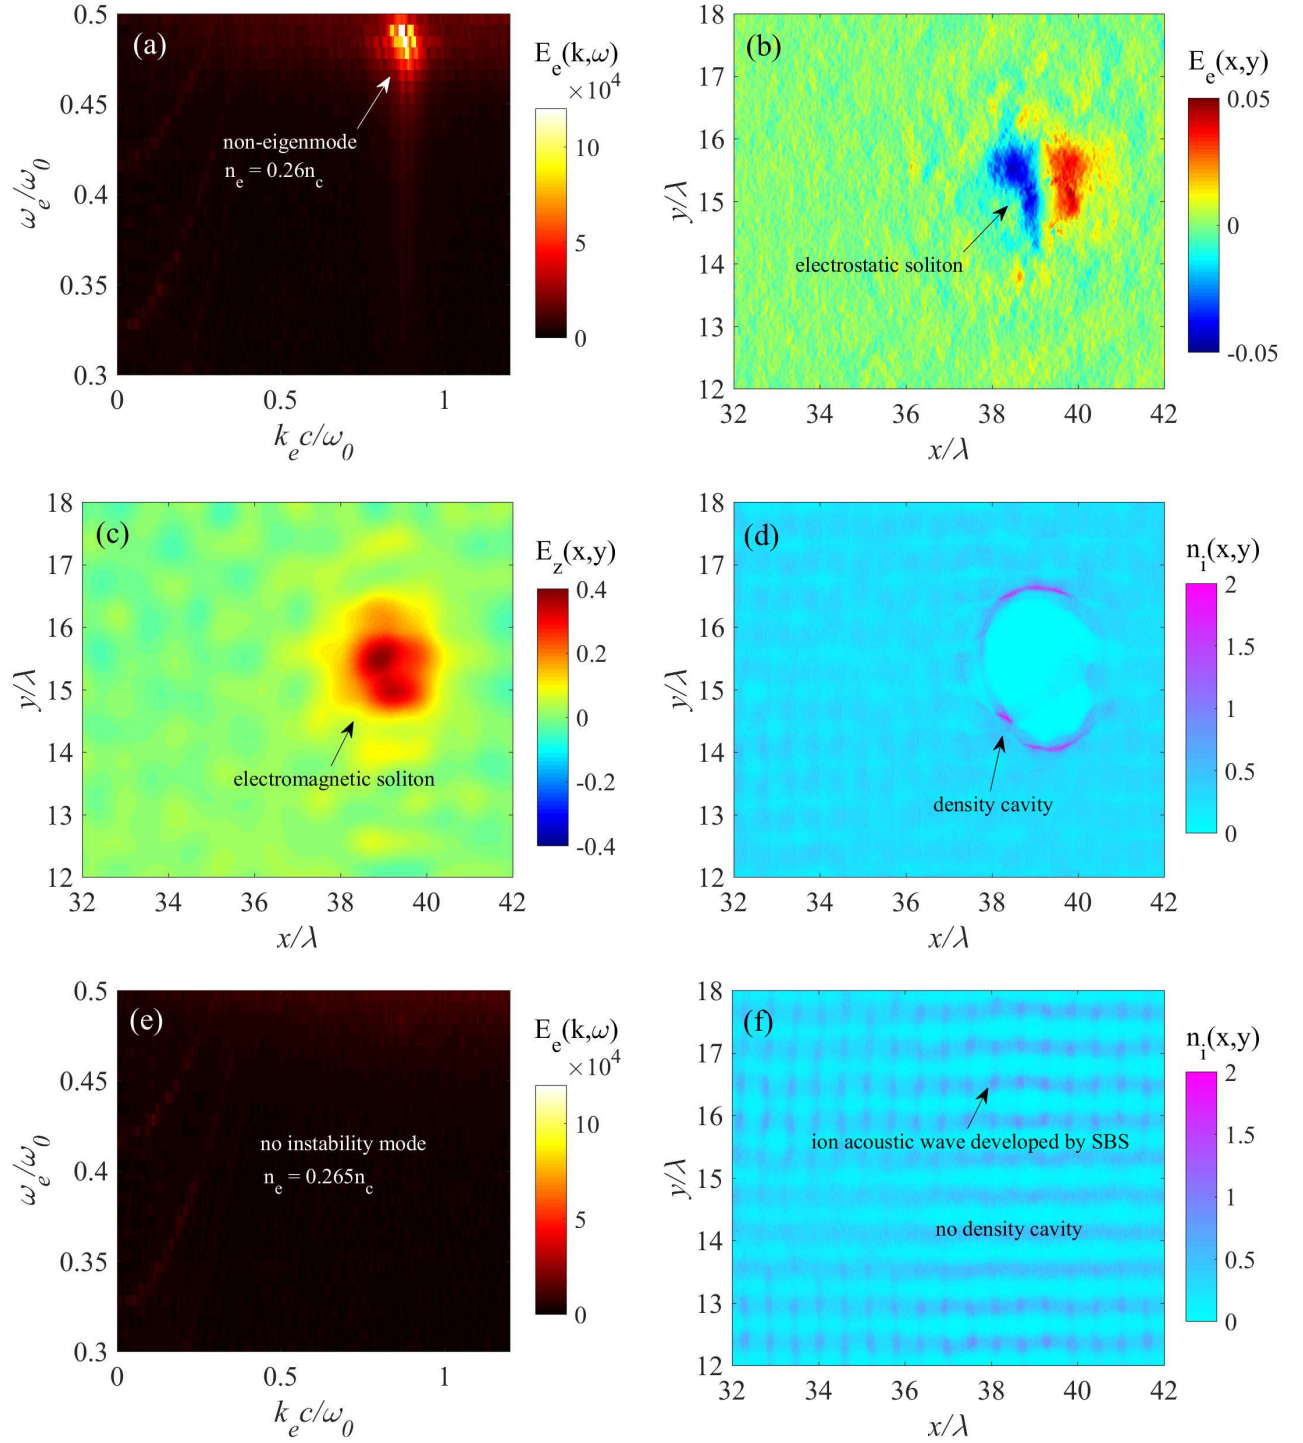 (a)
E_e(k,ω)
×10^4
10
5
0
non-eigenmode
n_e = 0.26n_c
0.5
0.45
0.4
0.35
0.3
ω_e/ω_0
0
0.5
1
k_e c/ω_0
(b)
E_e(x,y)
0.05
0
-0.05
electrostatic soliton
18
17
16
15
14
13
12
y/λ
32
34
36
38
40
42
x/λ
(c)
E_z(x,y)
0.4
0.2
0
-0.2
-0.4
electromagnetic soliton
18
17
16
15
14
13
12
y/λ
32
34
36
38
40
42
x/λ
(d)
n_i(x,y)
2
1.5
1
0.5
0
density cavity
18
17
16
15
14
13
12
y/λ
32
34
36
38
40
42
x/λ
(e)
E_e(k,ω)
×10^4
10
5
0
no instability mode
n_e = 0.265n_c
0.5
0.45
0.4
0.35
0.3
ω_e/ω_0
0
0.5
1
k_e c/ω_0
(f)
n_i(x,y)
2
1.5
1
0.5
0
ion acoustic wave developed by SBS
no density cavity
18
17
16
15
14
13
12
y/λ
32
34
36
38
40
42
x/λ